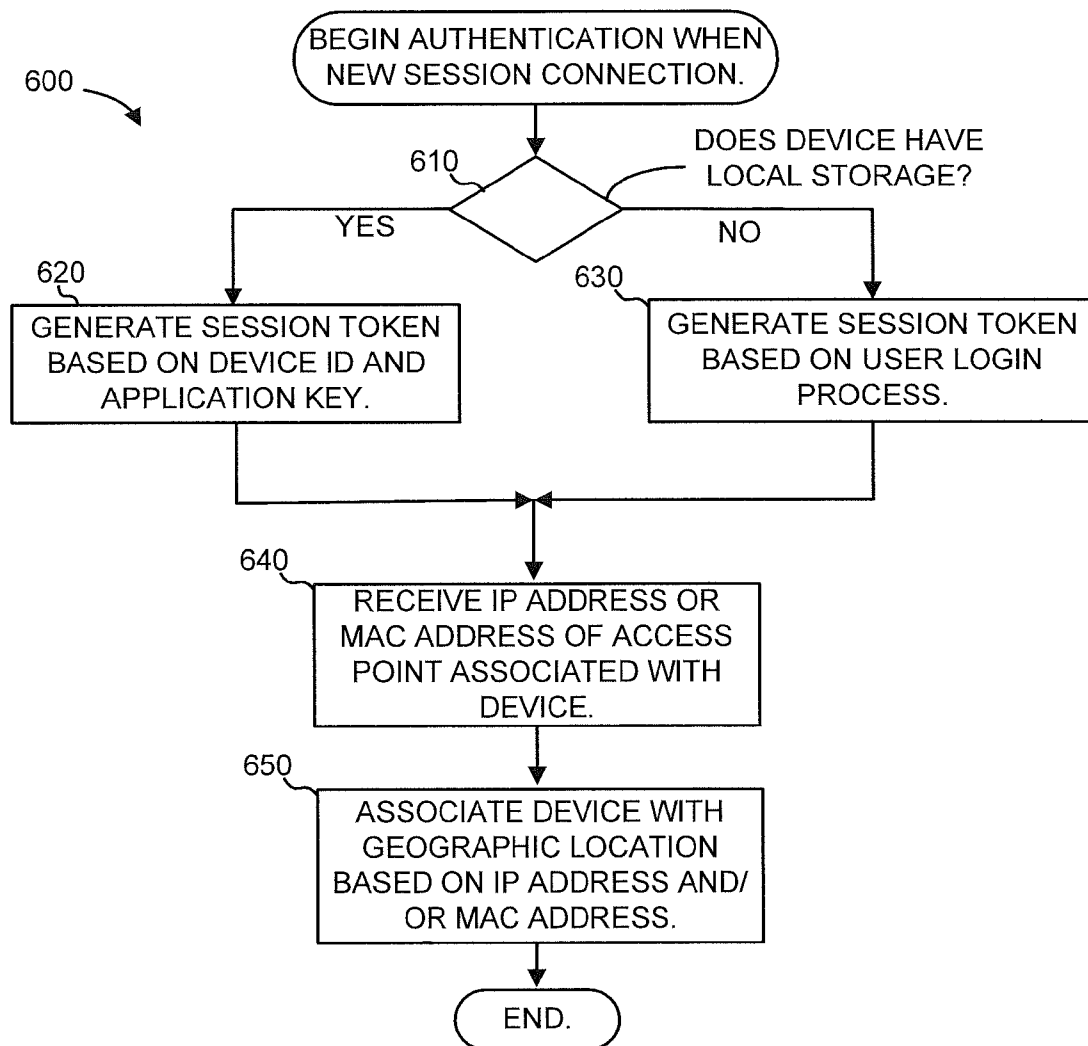 BEGIN AUTHENTICATION WHEN
NEW SESSION CONNECTION.
600
610
DOES DEVICE HAVE
LOCAL STORAGE?
YES
NO
620
GENERATE SESSION TOKEN
BASED ON DEVICE ID AND
APPLICATION KEY.
630
GENERATE SESSION TOKEN
BASED ON USER LOGIN
PROCESS.
640
RECEIVE IP ADDRESS OR
MAC ADDRESS OF ACCESS
POINT ASSOCIATED WITH
DEVICE.
650
ASSOCIATE DEVICE WITH
GEOGRAPHIC LOCATION
BASED ON IP ADDRESS AND/
OR MAC ADDRESS.
END.